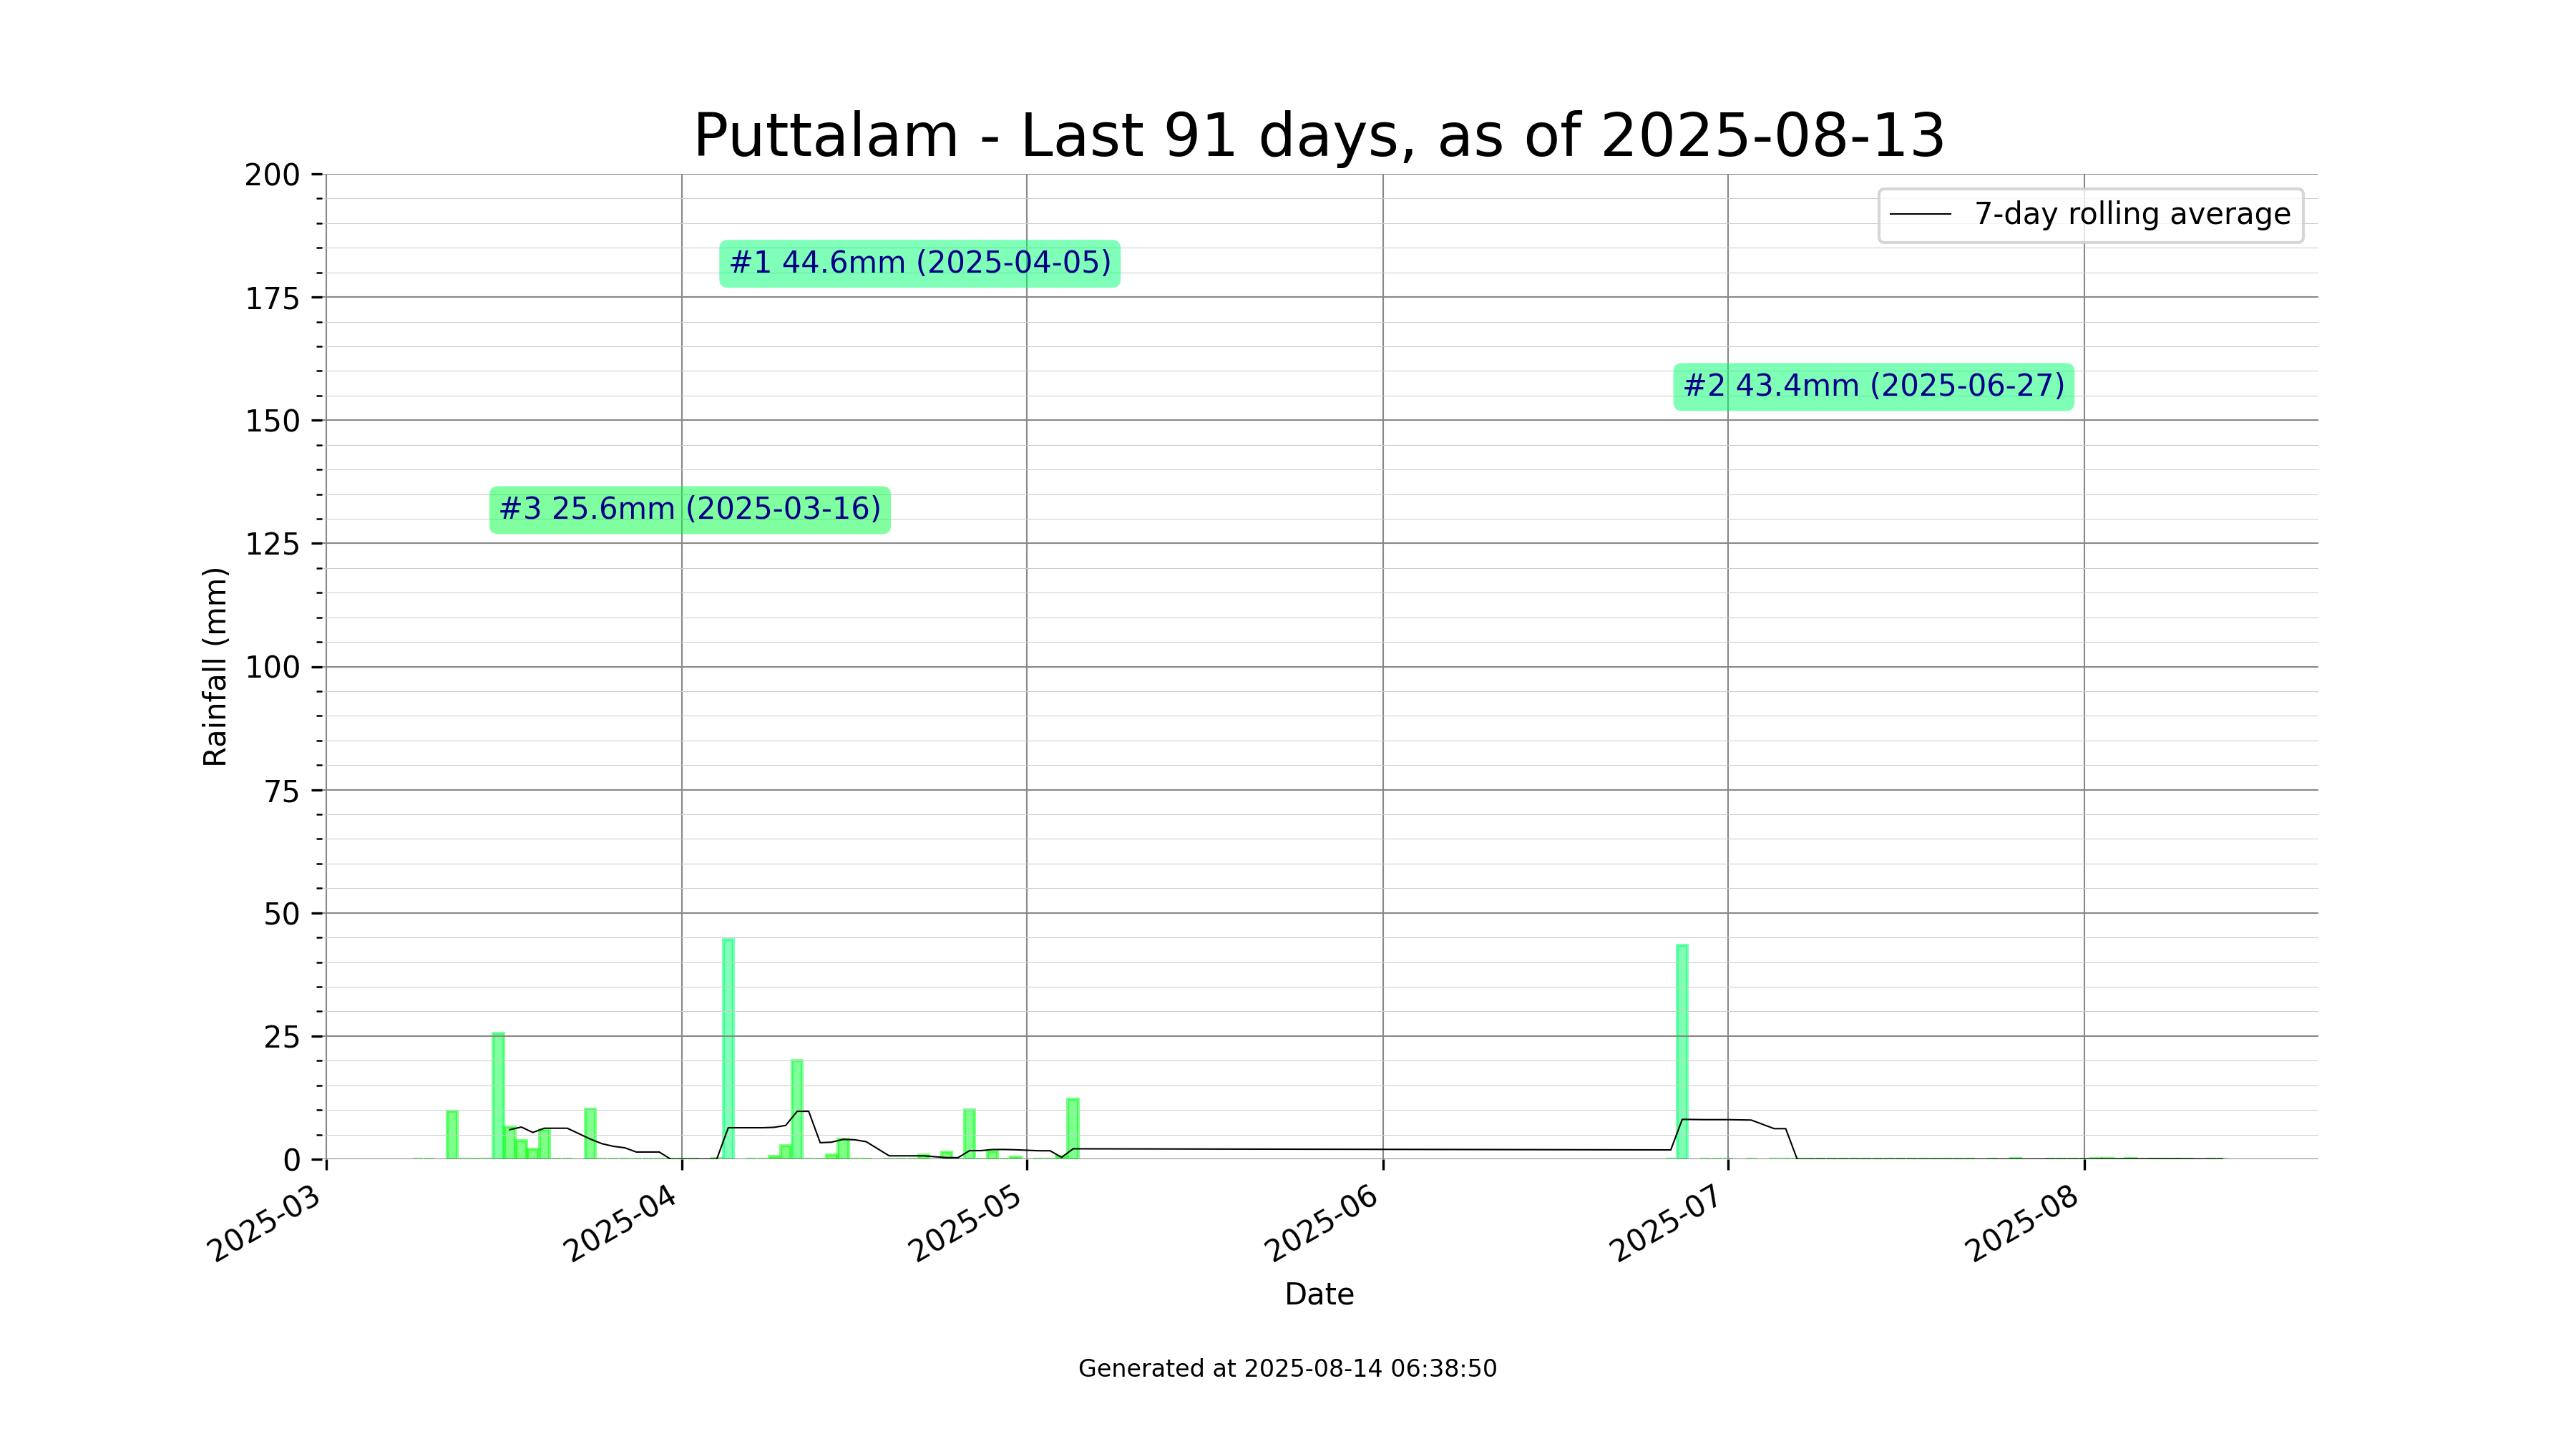 Puttalam - Last 91 days, as of 2025-08-13
7-day rolling average
#1 44.6mm (2025-04-05)
#2 43.4mm (2025-06-27)
#3 25.6mm (2025-03-16)
200
175
150
125
100
75
50
25
0
Rainfall (mm)
2025-03
2025-04
2025-05
2025-06
2025-07
2025-08
Date
Generated at 2025-08-14 06:38:50